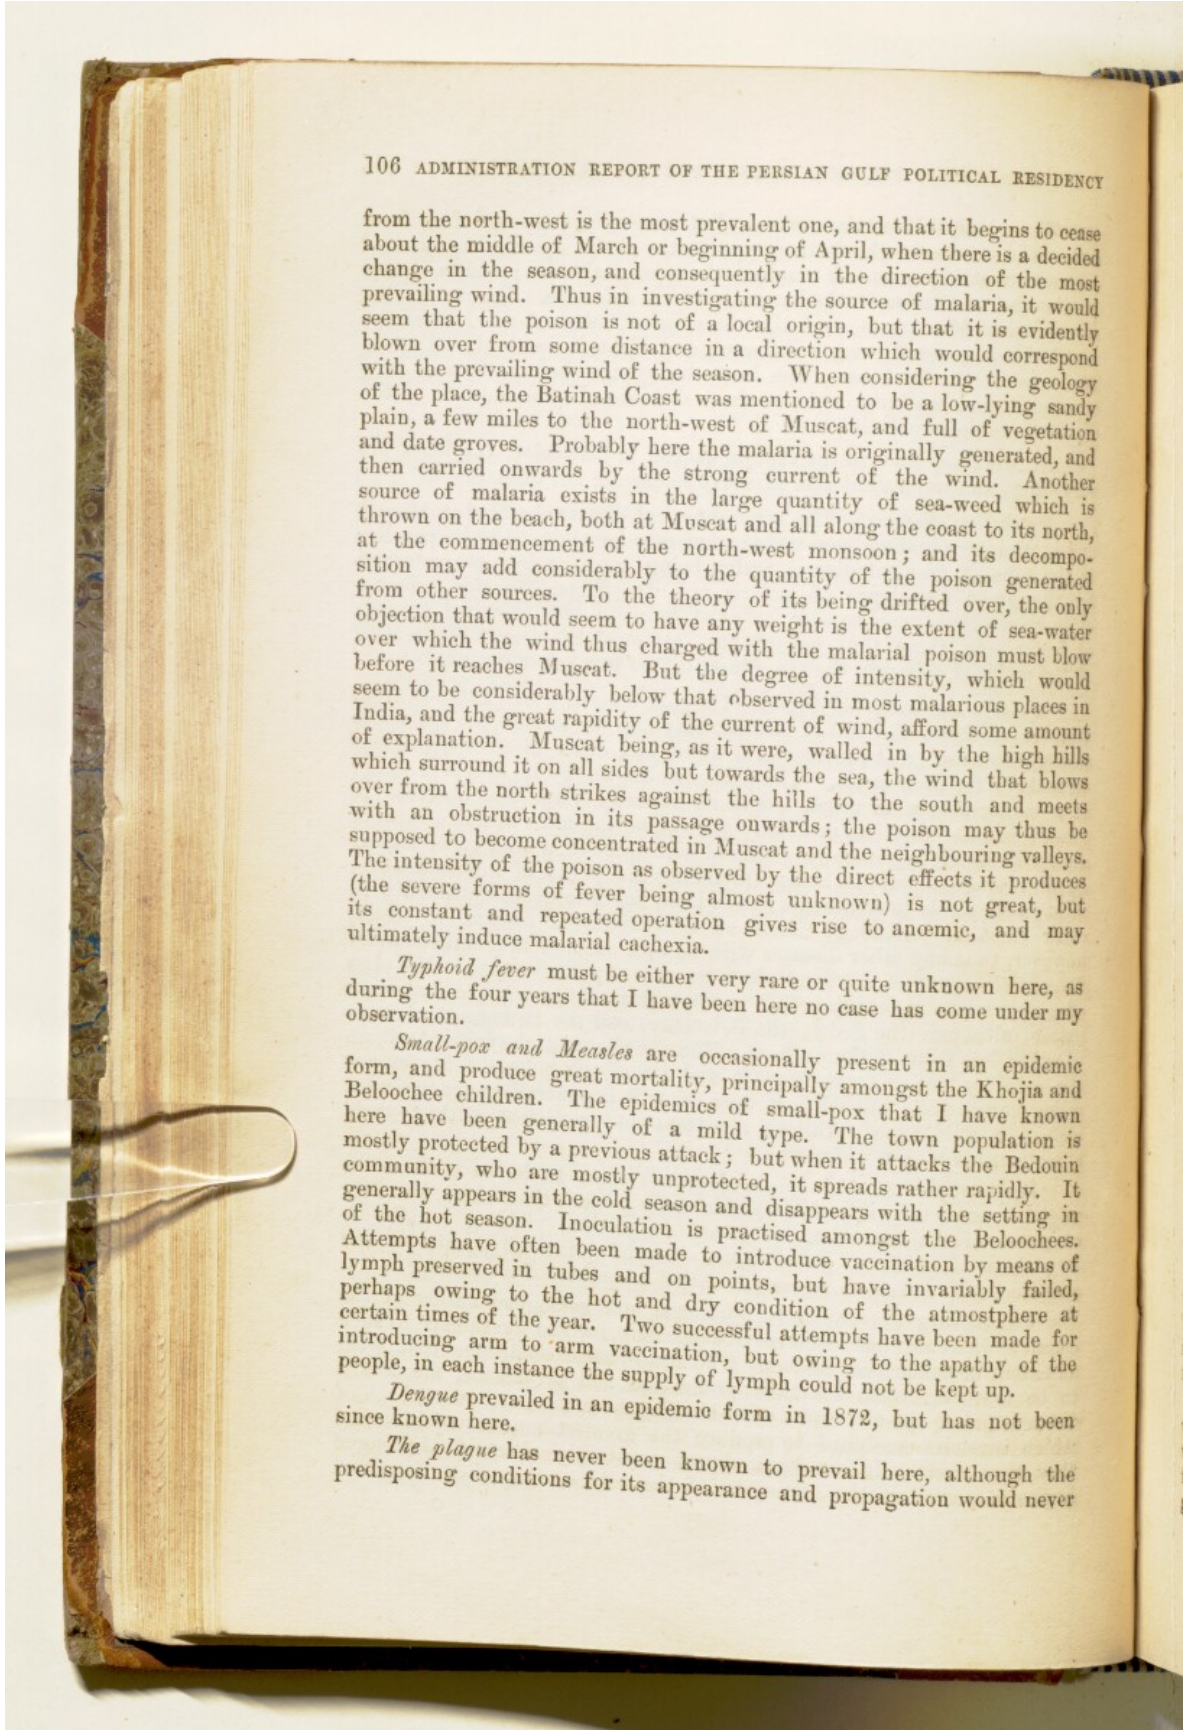 106 ADMINISTRATION REPORT OF THE PERSIAN GULF POLITICAL RESIDENCY
from the north-west is the most prevalent one, and that it begins to cease
about the middle of March or beginning of April, when there is a decided
change in the season, and consequently in the direction of the most
prevailing wind. Thus in investigating the source of malaria, it would
seem that the poison is not of a local origin, but that it is evidently
blown over from some distance in a direction which would correspond
with the prevailing wind of the season. When considering the geology
of the place, the Batinah Coast was mentioned to be a low-lying sandy
plain, a few miles to the north-west of Muscat, and full of vegetation
and date groves. Probably here the malaria is originally generated, and
then carried onwards by the strong current of the wind. Another
source of malaria exists in the large quantity of sea-weed which is
thrown on the beach, both at Muscat and all along the coast to its north,
at the commencement of the north-west monsoon; and its decompo-
sition may add considerably to the quantity of the poison generated
from other sources. To the theory of its being drifted over, the only
objection that would seem to have any weight is the extent of sea-water
over which the wind thus charged with the malarial poison must blow
before it reaches Muscat. But the degree of intensity, which would
seem to be considerably below that observed in most malarious places in
India, and the great rapidity of the current of wind, afford some amount
of explanation. Muscat being, as it were, walled in by the high hills
which surround it on all sides but towards the sea, the wind that blows
over from the north strikes against the hills to the south and meets
with an obstruction in its passage onwards; the poison may thus be
supposed to become concentrated in Muscat and the neighbouring valleys.
The intensity of the poison as observed by the direct effects it produces
(the severe forms of fever being almost unknown) is not great, but
its constant and repeated operation gives rise to anœmic, and may
ultimately induce malarial cachexia.
Typhoid fever must be either very rare or quite unknown here, as
during the four years that I have been here no case has come under my
observation.
Small-pox and Measles are occasionally present in an epidemic
form, and produce great mortality, principally amongst the Khojia and
Beloochee children. The epidemics of small-pox that I have known
here have been generally of a mild type. The town population is
mostly protected by a previous attack; but when it attacks the Bedouin
community, who are mostly unprotected, it spreads rather rapidly. It
generally appears in the cold season and disappears with the setting in
of the hot season. Inoculation is practised amongst the Beloochees.
Attempts have often been made to introduce vaccination by means of
lymph preserved in tubes and on points, but have invariably failed,
perhaps owing to the hot and dry condition of the atmostphere at
certain times of the year. Two successful attempts have been made for
introducing arm to arm vaccination, but owing to the apathy of the
people, in each instance the supply of lymph could not be kept up.
Dengue prevailed in an epidemic form in 1872, but has not been
since known here.
The plague has never been known to prevail here, although the
predisposing conditions for its appearance and propagation would never